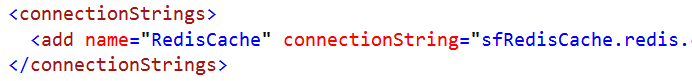 <connectionStrings>
<add name="RedisCache" connectionString="sfRedisCache.redis.
</connectionStrings>